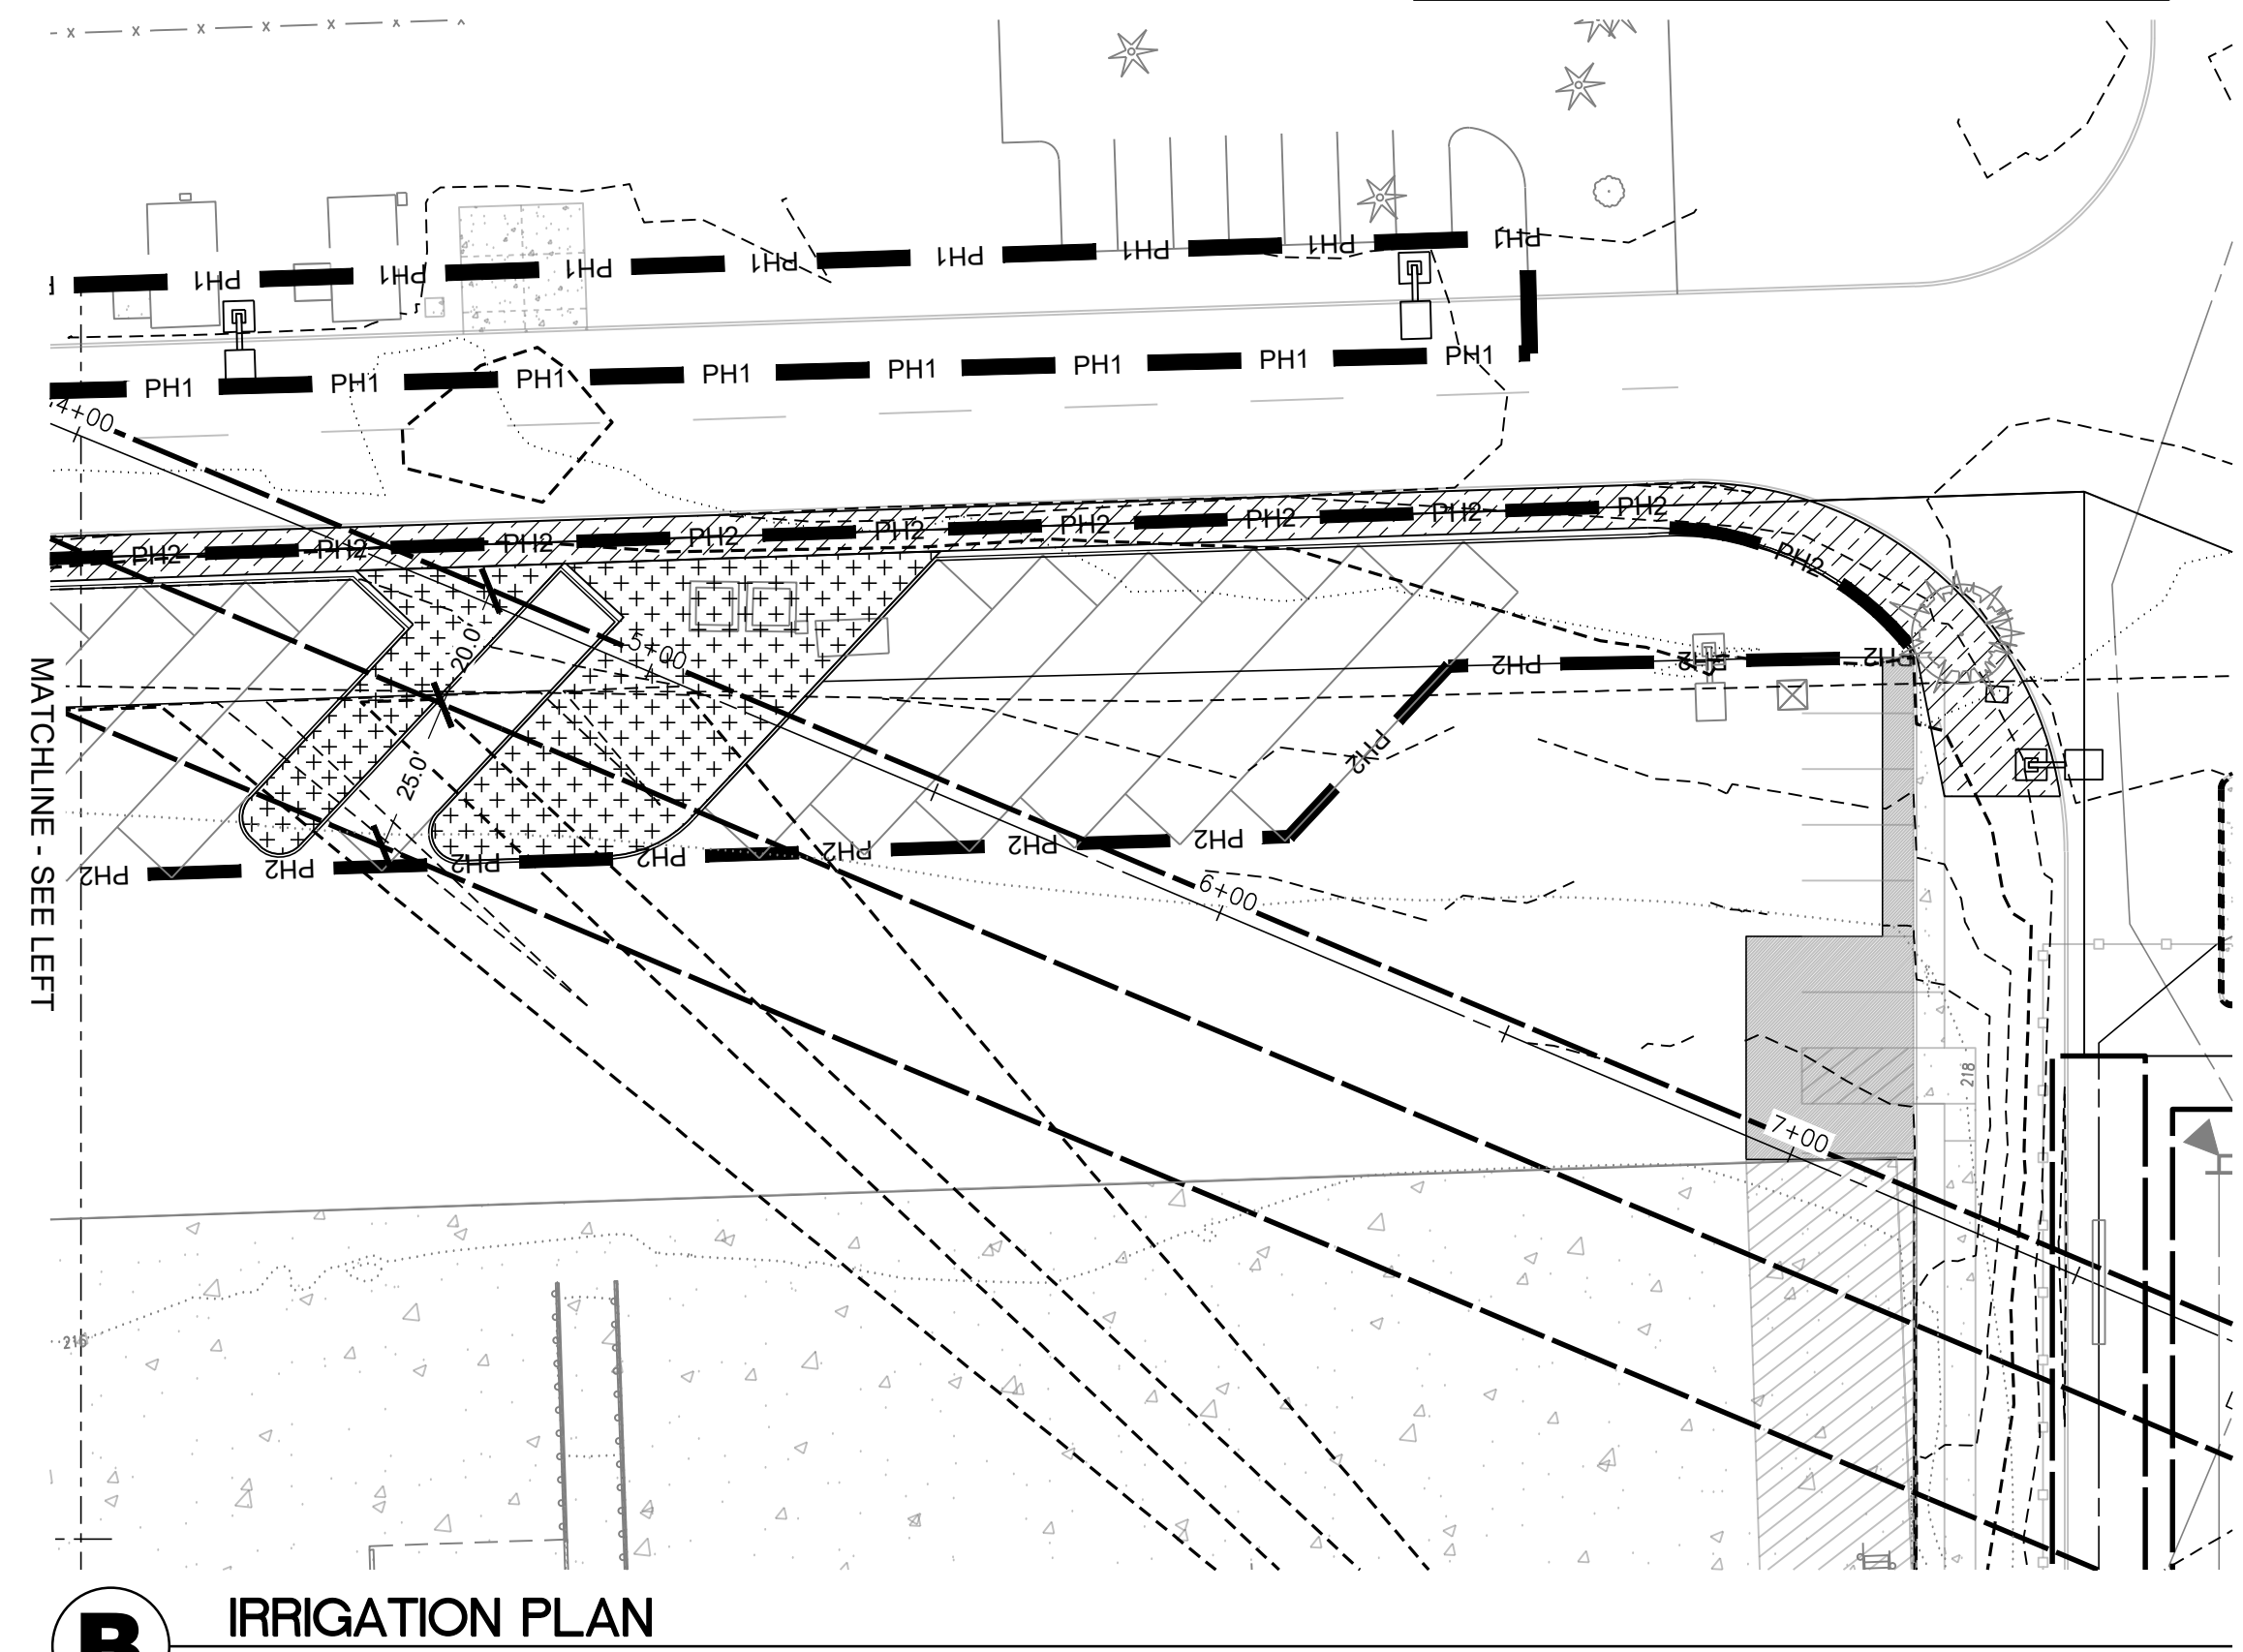 PH1 PH1 PH1 PH1 PH1 PH1 PH1 PH1
PH1 PH1 PH1 PH1 PH1 PH1 PH1 PH1
4+00
PH2 PH2 PH2 PH2 PH2 PH2 PH2 PH2 PH2
PH2
20.0'
5+00
PH2 PH2 PH2
PH2
25.0'
MATCHLINE - SEE LEFT
PH2 PH2 PH2 PH2 PH2 PH2 PH2
6+00
218
7+00
B
IRRIGATION PLAN